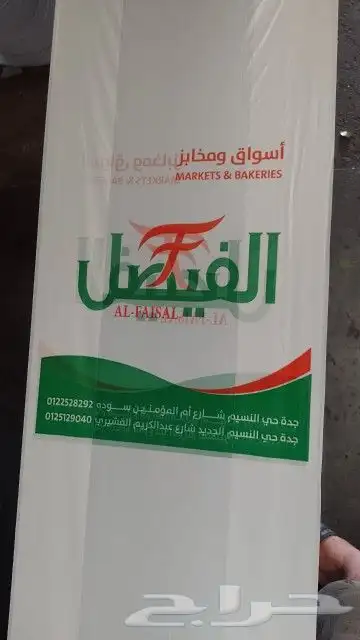 أسواق ومخابز
MARKETS & BAKERIES
الفيصل
AL-FAISAL
جدة حي النسيم شارع أم المؤمنين سوده 0122528292
جدة حي النسيم الجديد شارع عبدالكريم القشيري 0125129040
حراج